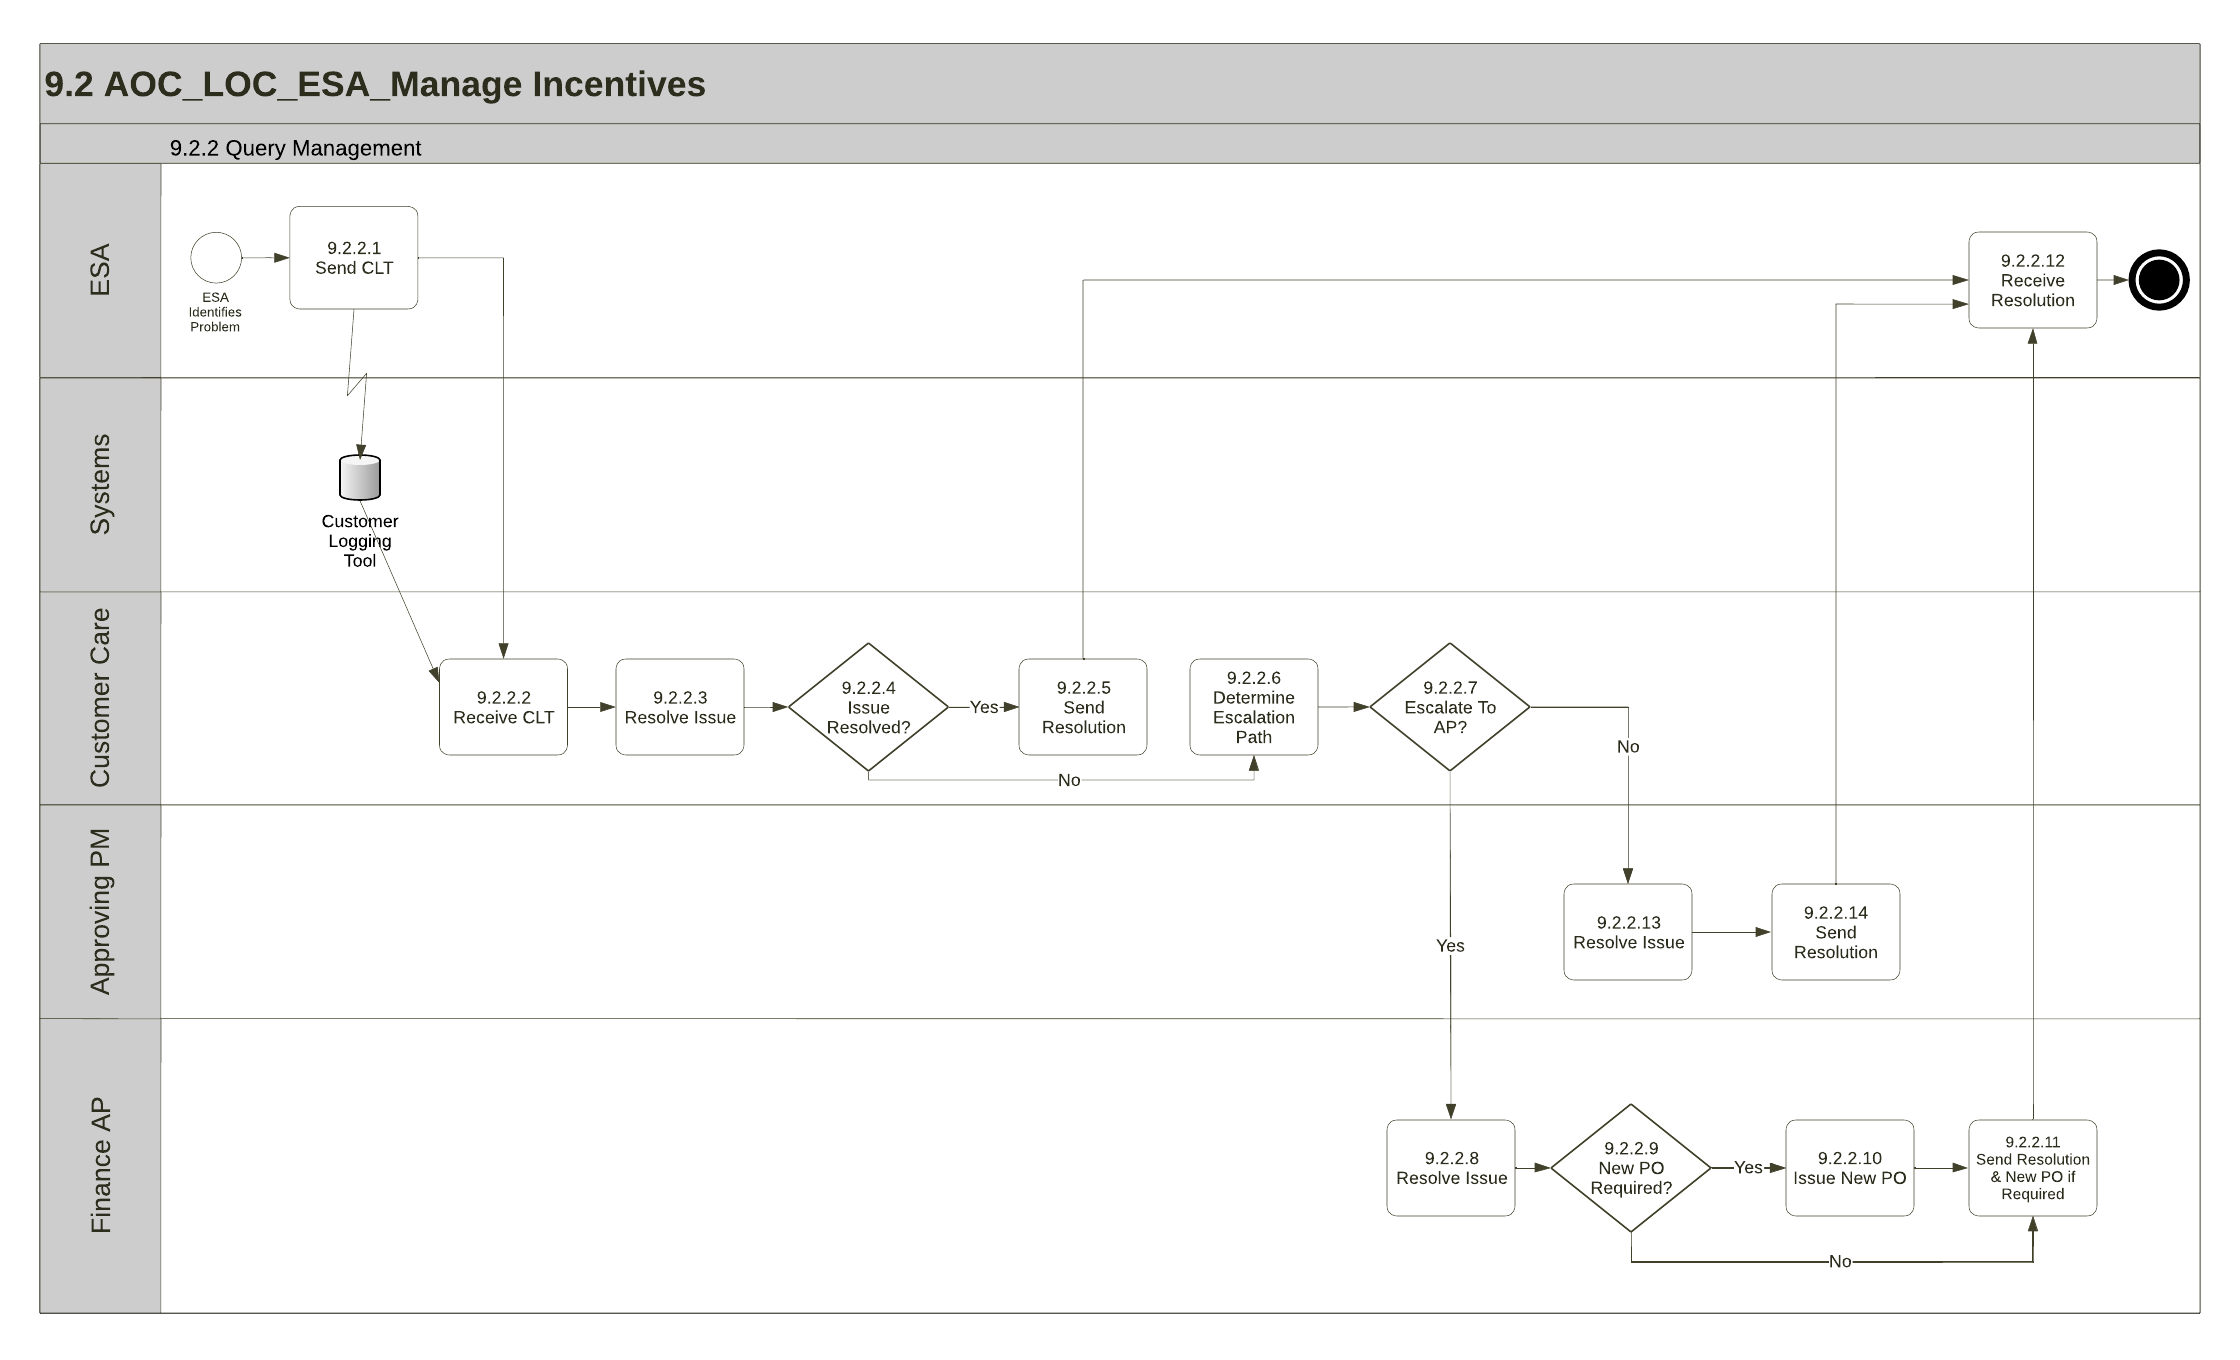 9.2 AOC_LOC_ESA_Manage Incentives
9.2.2 Query Management
ESA
ESA
Identifies
Problem
9.2.2.1
Send CLT
9.2.2.12
Receive
Resolution
Systems
Customer
Logging
Tool
Customer Care
9.2.2.2
Receive CLT
9.2.2.3
Resolve Issue
9.2.2.4
Issue
Resolved?
Yes
No
9.2.2.5
Send
Resolution
9.2.2.6
Determine
Escalation
Path
9.2.2.7
Escalate To
AP?
No
Yes
Approving PM
9.2.2.13
Resolve Issue
9.2.2.14
Send
Resolution
Finance AP
9.2.2.8
Resolve Issue
9.2.2.9
New PO
Required?
Yes
No
9.2.2.10
Issue New PO
9.2.2.11
Send Resolution
& New PO if
Required